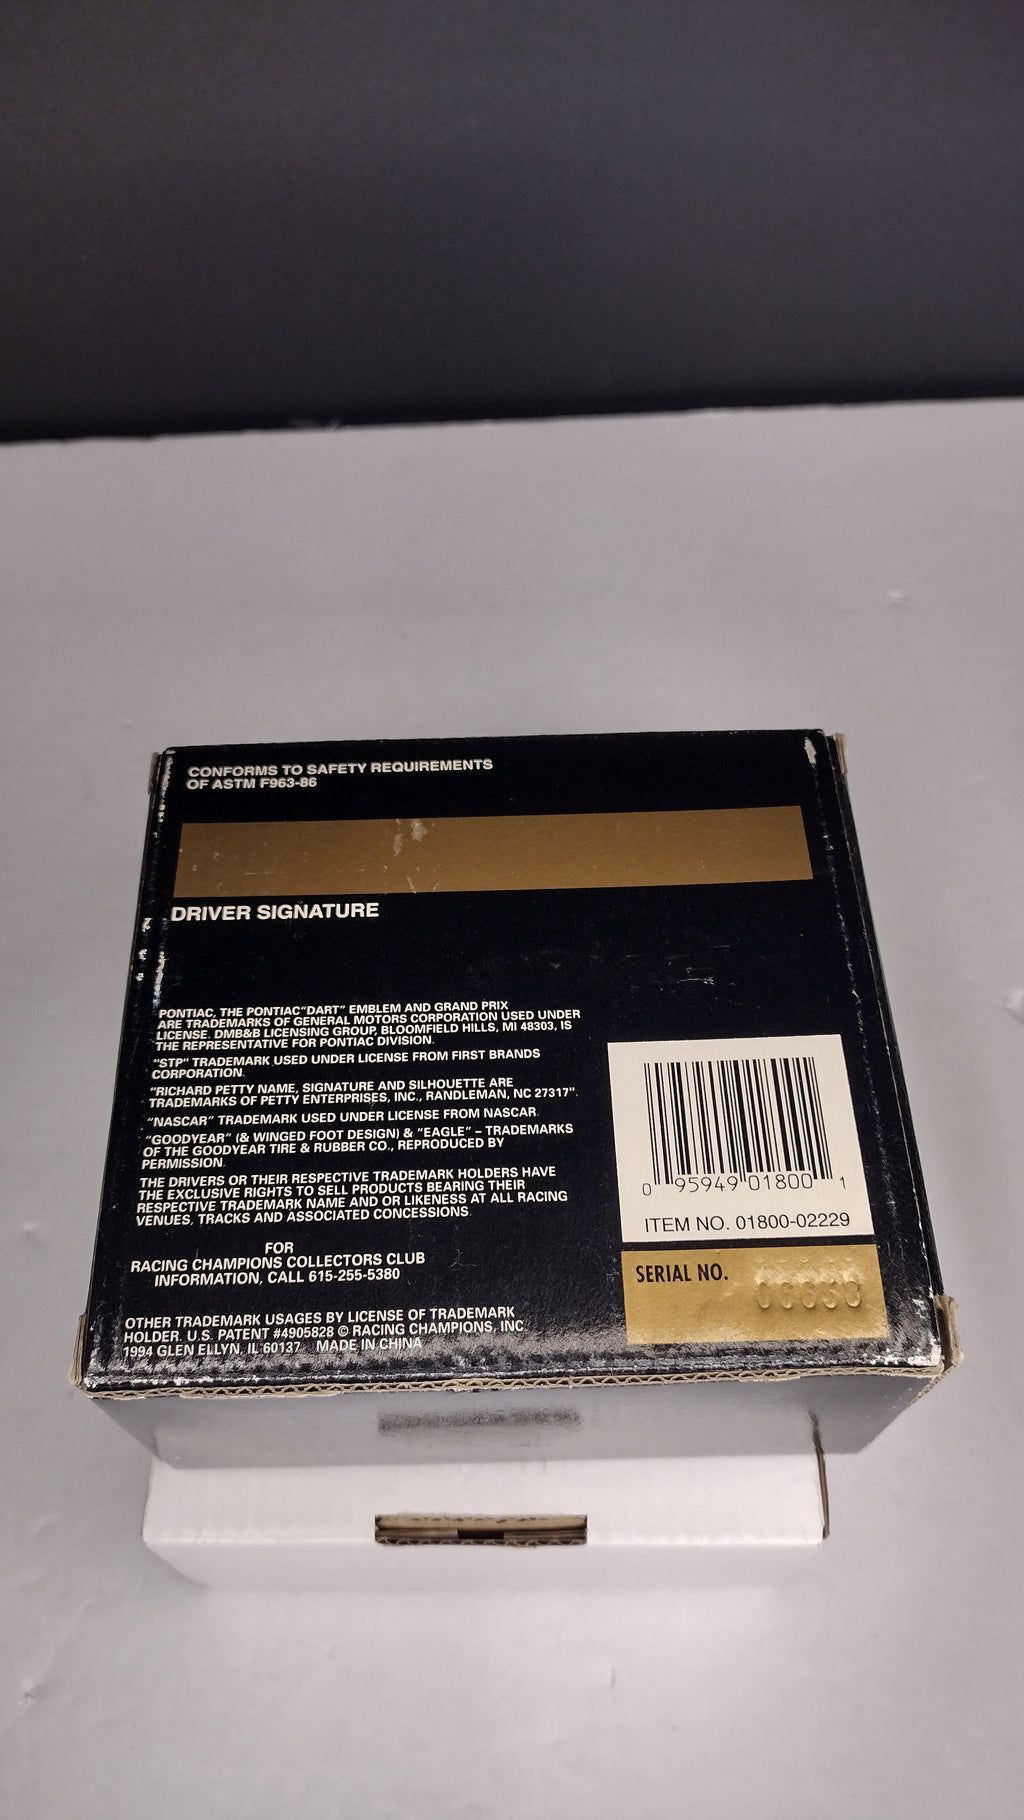 CONFORMS TO SAFETY REQUIREMENTS
OF ASTM F963-86
DRIVER SIGNATURE
PONTIAC, THE PONTIAC"DART" EMBLEM AND GRAND PRIX
ARE TRADEMARKS OF GENERAL MOTORS CORPORATION USED UNDER
LICENSE. DMB&B LICENSING GROUP, BLOOMFIELD HILLS, MI 48303, IS
THE REPRESENTATIVE FOR PONTIAC DIVISION.
"STP" TRADEMARK USED UNDER LICENSE FROM FIRST BRANDS
CORPORATION.
"RICHARD PETTY NAME, SIGNATURE AND SILHOUETTE ARE
TRADEMARKS OF PETTY ENTERPRISES, INC., RANDLEMAN, NC 27317".
"NASCAR" TRADEMARK USED UNDER LICENSE FROM NASCAR.
"GOODYEAR" (& WINGED FOOT DESIGN) & "EAGLE" – TRADEMARKS
OF THE GOODYEAR TIRE & RUBBER CO., REPRODUCED BY
PERMISSION.
THE DRIVERS OR THEIR RESPECTIVE TRADEMARK HOLDERS HAVE
THE EXCLUSIVE RIGHTS TO SELL PRODUCTS BEARING THEIR
RESPECTIVE TRADEMARK NAME AND OR LIKENESS AT ALL RACING
VENUES, TRACKS AND ASSOCIATED CONCESSIONS.
FOR
RACING CHAMPIONS COLLECTORS CLUB
INFORMATION, CALL 615-255-5380
OTHER TRADEMARK USAGES BY LICENSE OF TRADEMARK
HOLDER. U.S. PATENT #4905828 © RACING CHAMPIONS, INC
1994 GLEN ELLYN, IL 60137 MADE IN CHINA
0 95949 01800 1
ITEM NO. 01800-02229
SERIAL NO.